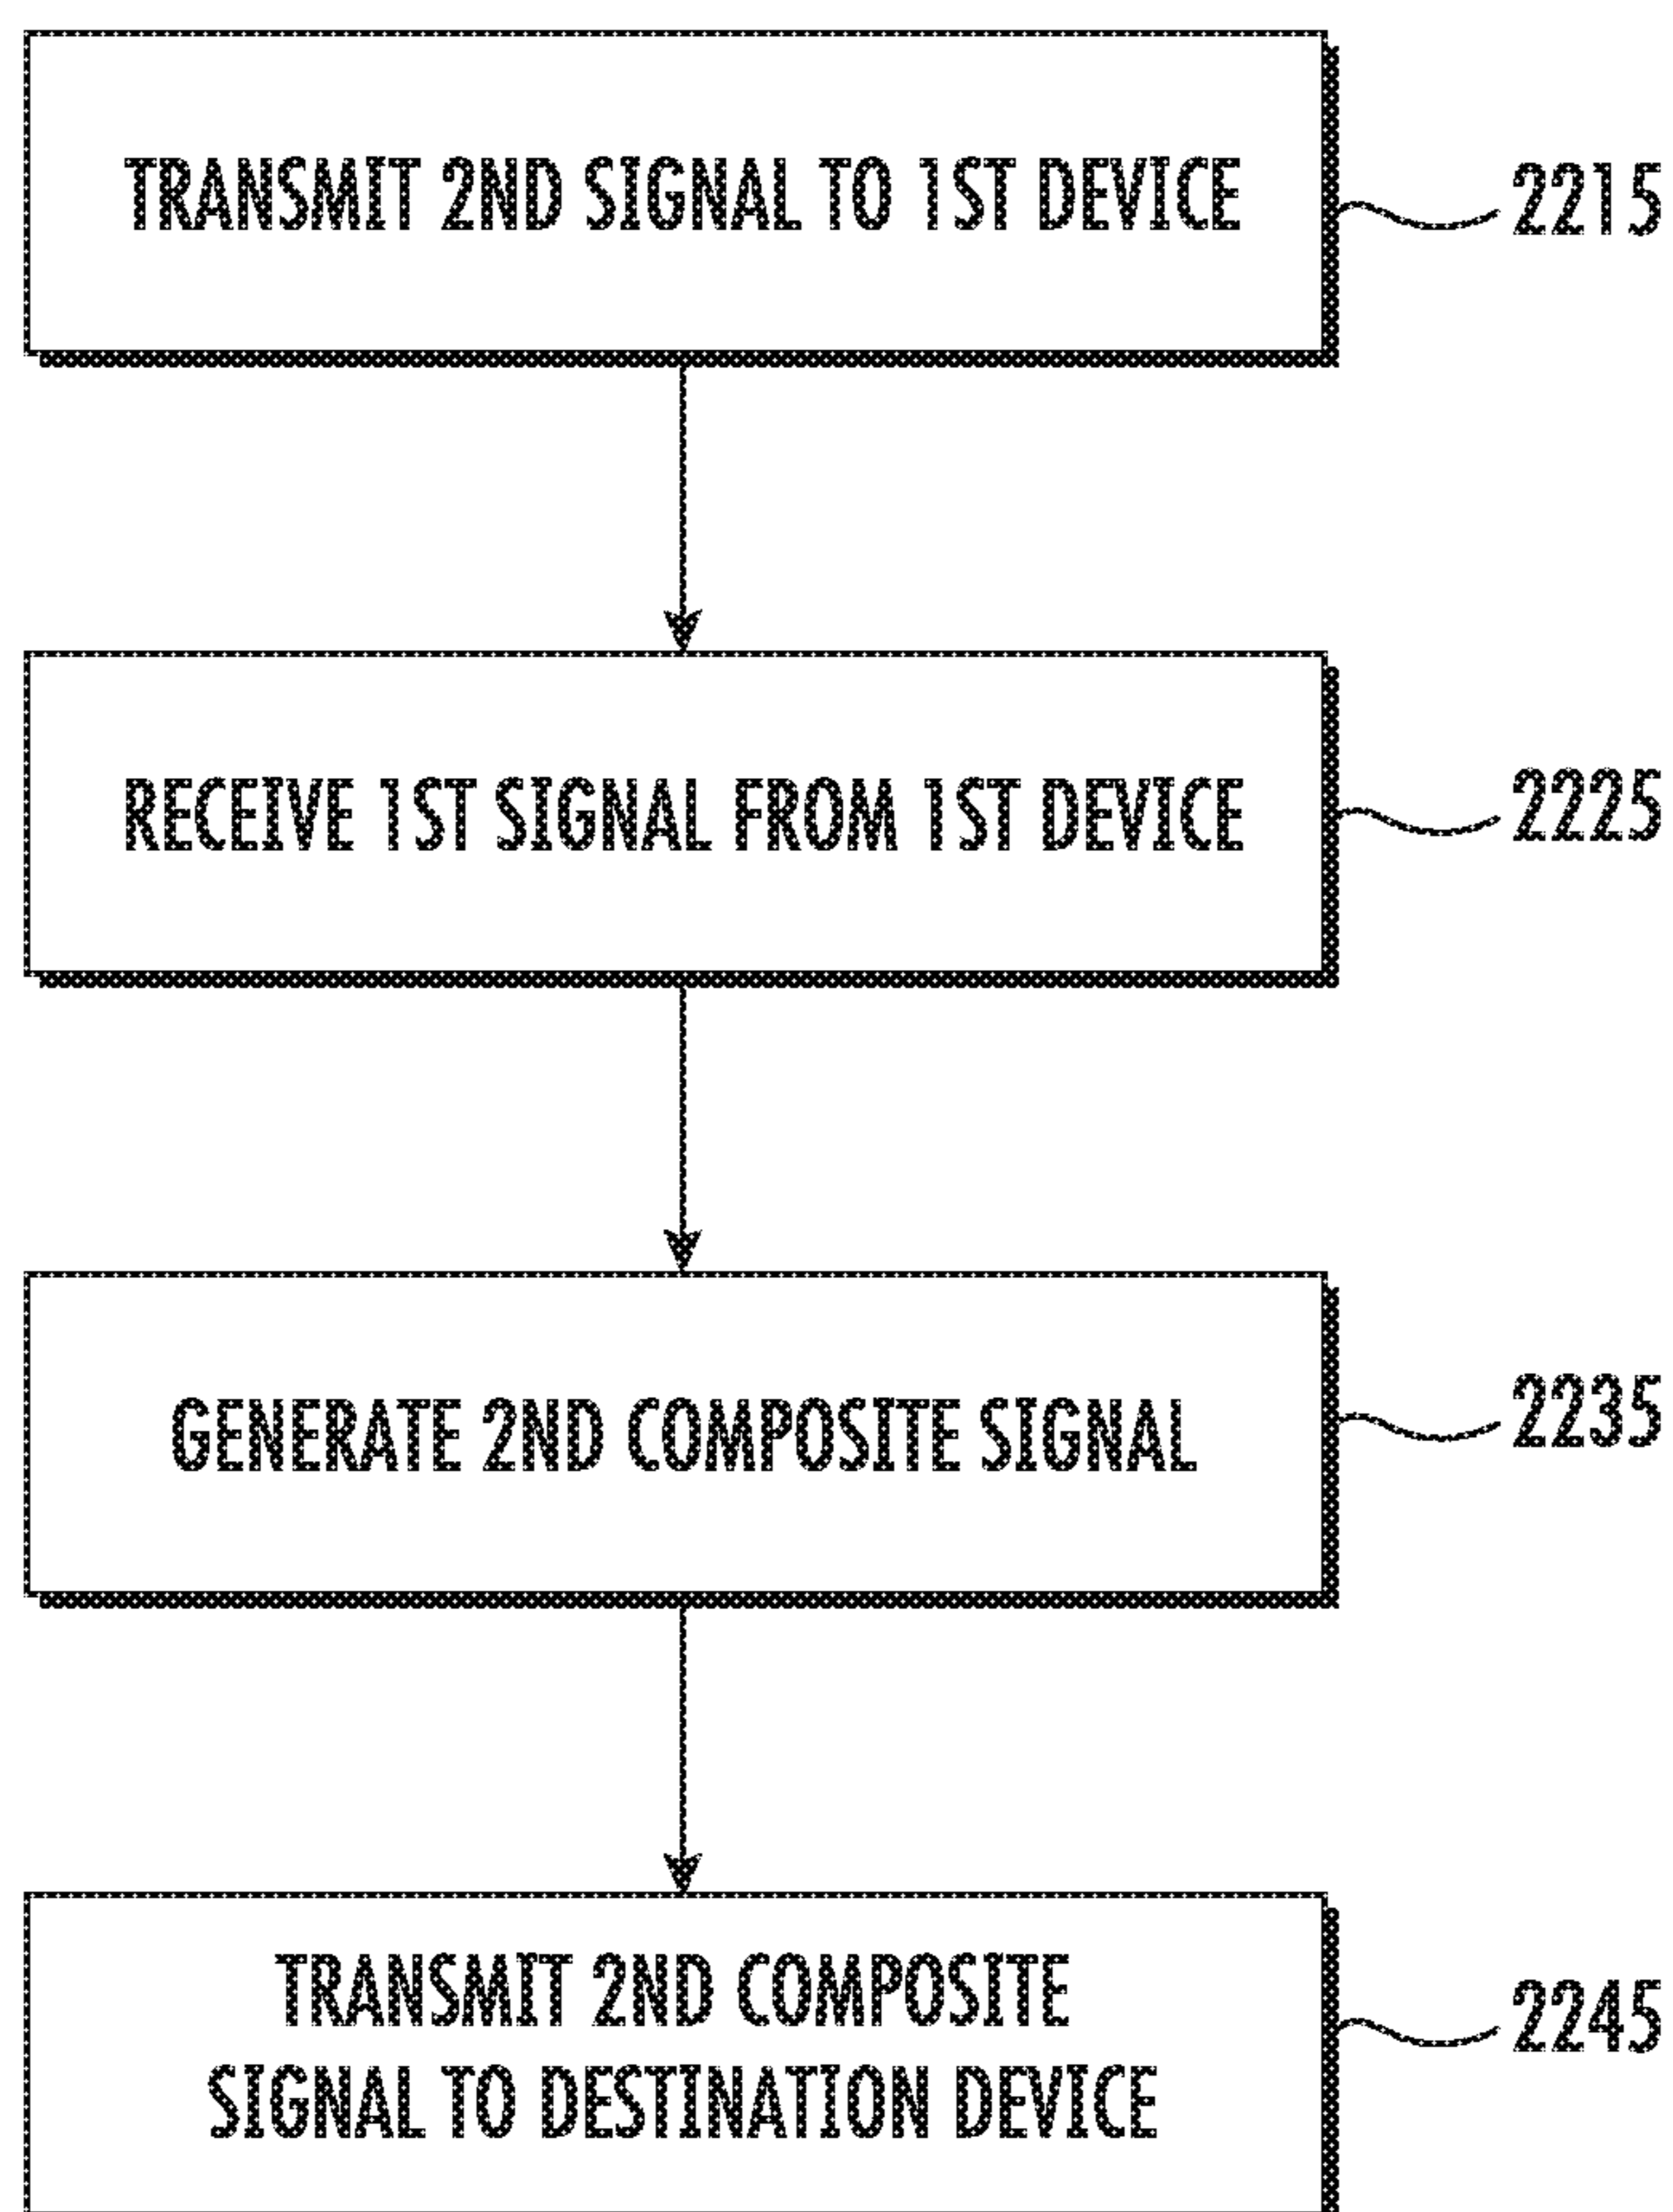 TRANSMIT 2ND SIGNAL TO 1ST DEVICE
2215
RECEIVE 1ST SIGNAL FROM 1ST DEVICE
2225
GENERATE 2ND COMPOSITE SIGNAL
2235
TRANSMIT 2ND COMPOSITE
SIGNAL TO DESTINATION DEVICE
2245